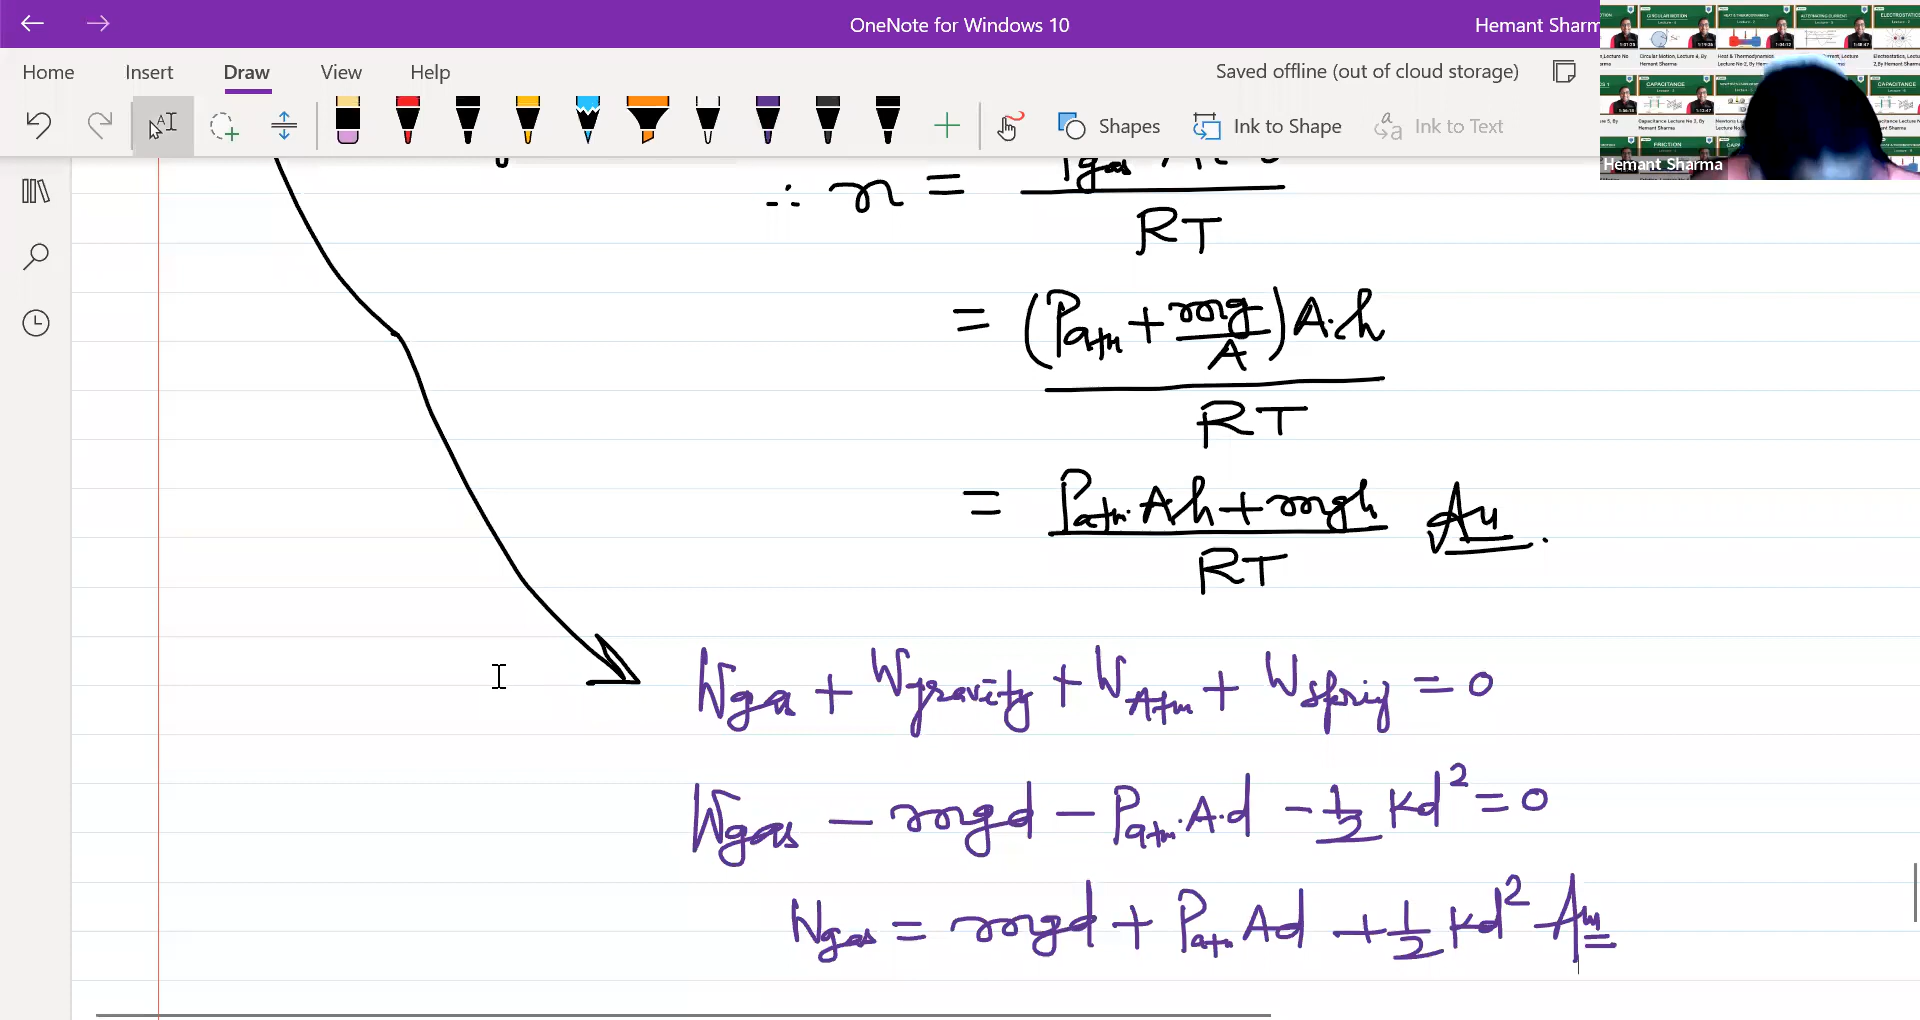 OneNote for Windows 10
Hemant Sharm
Home Insert Draw View Help
Saved offline (out of cloud storage)
Shapes Ink to Shape Ink to Text
Hemant Sharma
∴ n = Pgas
RT
= (Patm + mg/A) A·h
RT
= Patm·Ah + mgh Ans.
RT
Wgas + Wgravity + WAtm + Wspring = 0
Wgas − mgd − Patm·A·d − 1/2 Kd² = 0
Wgas = mgd + Patm Ad + 1/2 Kd² Ans